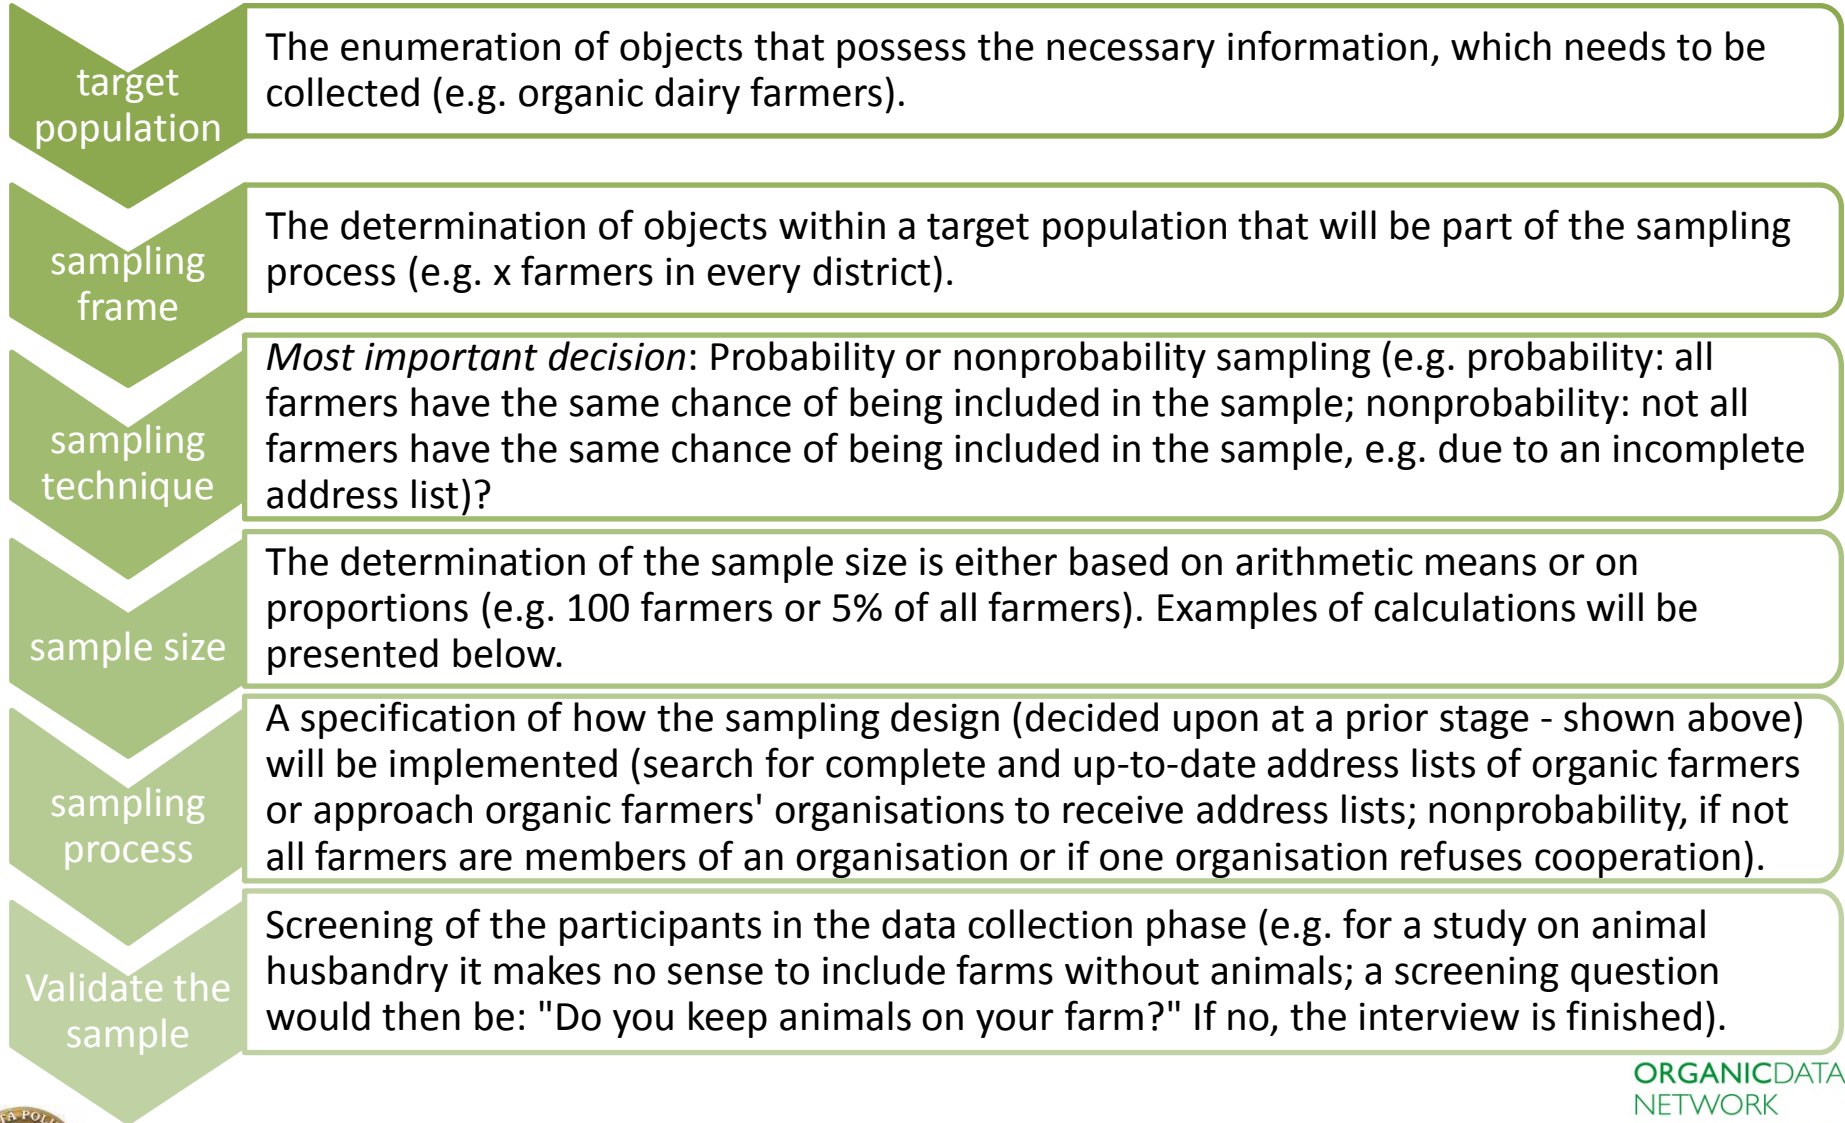 target
population
The enumeration of objects that possess the necessary information, which needs to be
collected (e.g. organic dairy farmers).
sampling
frame
The determination of objects within a target population that will be part of the sampling
process (e.g. x farmers in every district).
sampling
technique
Most important decision: Probability or nonprobability sampling (e.g. probability: all
farmers have the same chance of being included in the sample; nonprobability: not all
farmers have the same chance of being included in the sample, e.g. due to an incomplete
address list)?
sample size
The determination of the sample size is either based on arithmetic means or on
proportions (e.g. 100 farmers or 5% of all farmers). Examples of calculations will be
presented below.
sampling
process
A specification of how the sampling design (decided upon at a prior stage - shown above)
will be implemented (search for complete and up-to-date address lists of organic farmers
or approach organic farmers' organisations to receive address lists; nonprobability, if not
all farmers are members of an organisation or if one organisation refuses cooperation).
Validate the
sample
Screening of the participants in the data collection phase (e.g. for a study on animal
husbandry it makes no sense to include farms without animals; a screening question
would then be: "Do you keep animals on your farm?" If no, the interview is finished).
ORGANICDATA
NETWORK